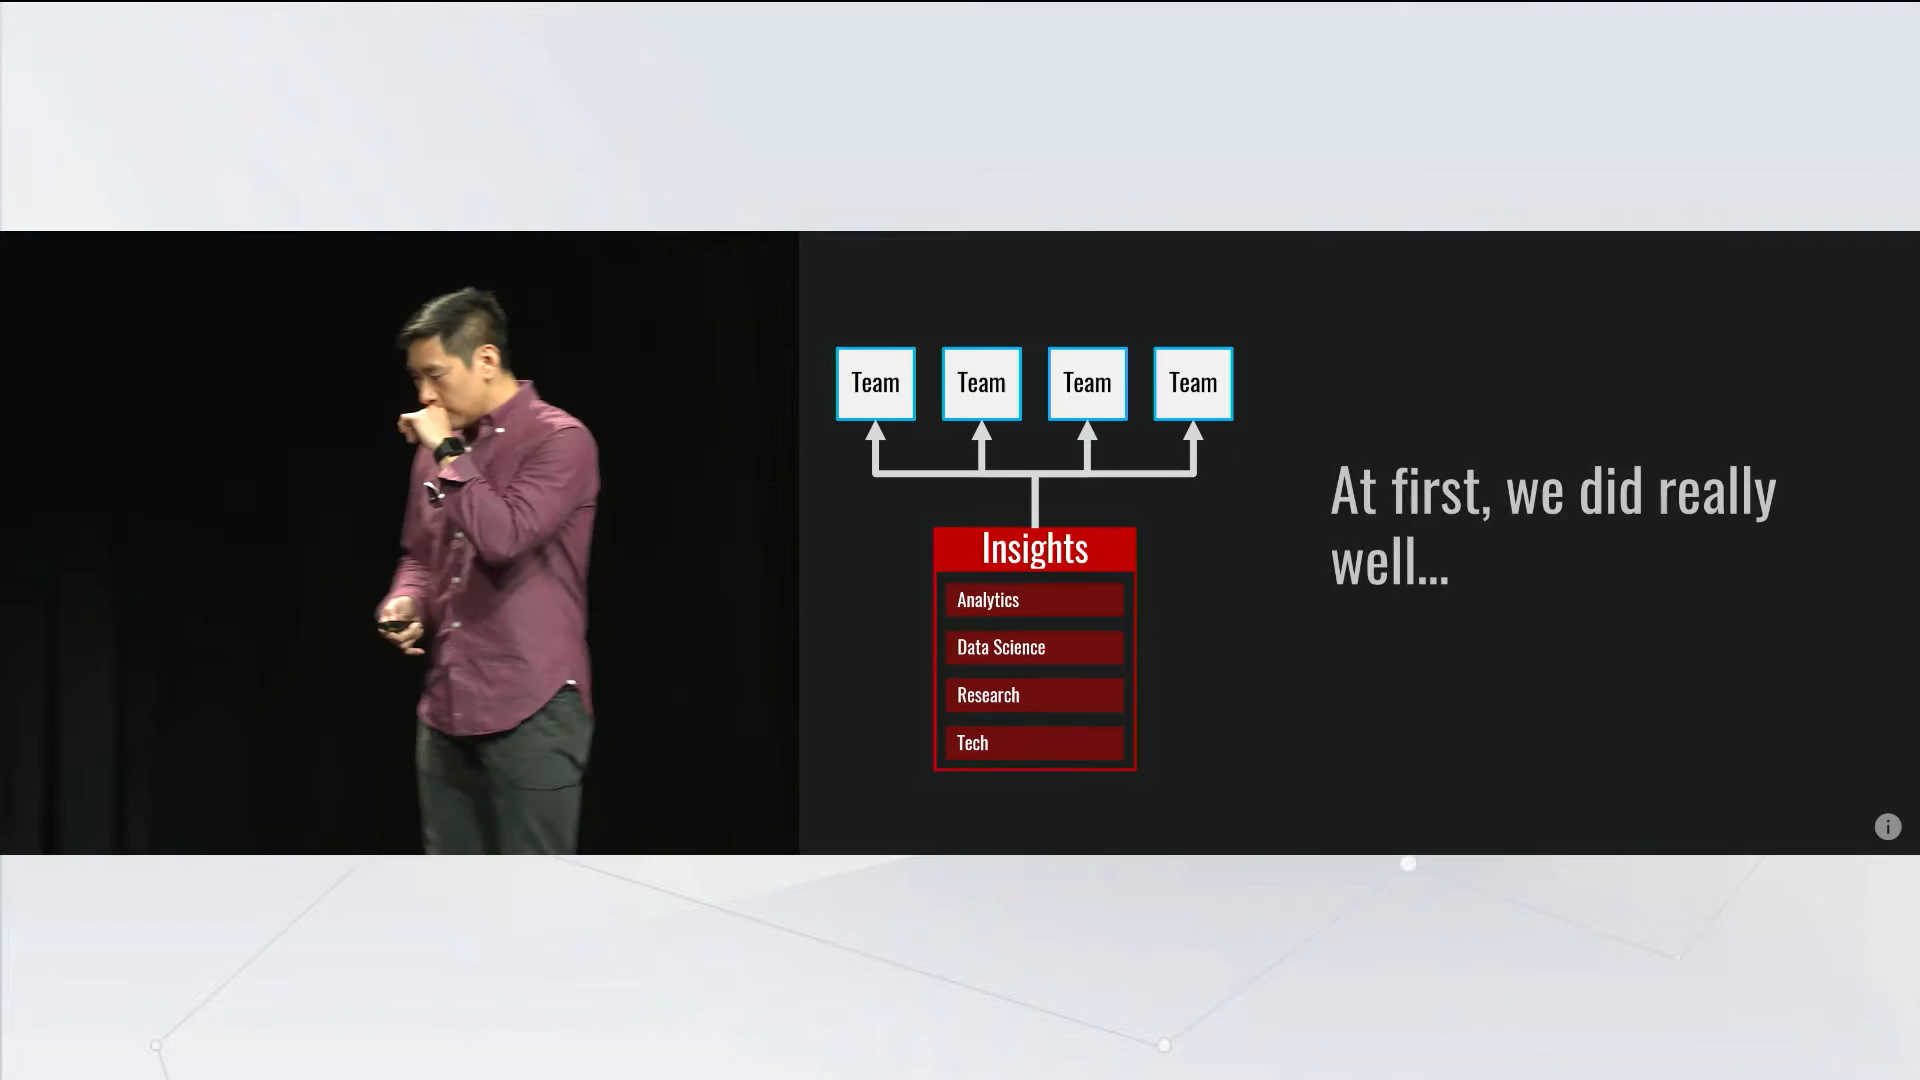 Team Team Team Team
Insights
Analytics
Data Science
Research
Tech
At first, we did really
well...